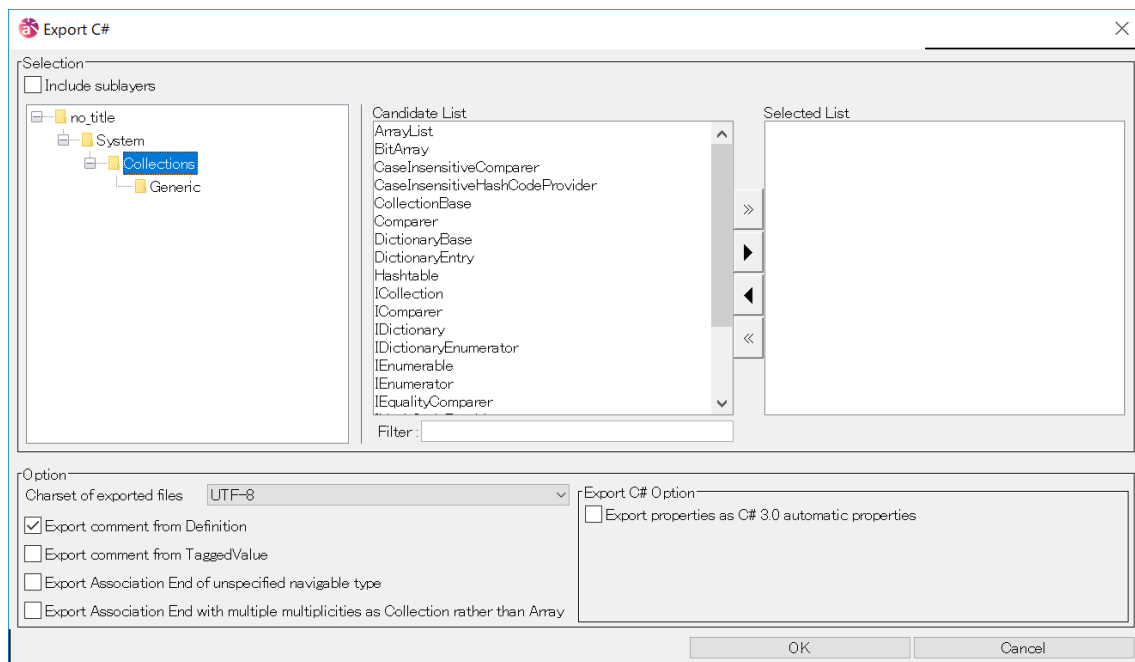 Export C#
Selection
Include sublayers
no_title
System
Collections
Generic
Candidate List
ArrayList
BitArray
CaseInsensitiveComparer
CaseInsensitiveHashCodeProvider
CollectionBase
Comparer
DictionaryBase
DictionaryEntry
Hashtable
ICollection
IComparer
IDictionary
IDictionaryEnumerator
IEnumerable
IEnumerator
IEqualityComparer
Filter :
Selected List
Option
Charset of exported files
UTF-8
Export comment from Definition
Export comment from TaggedValue
Export Association End of unspecified navigable type
Export Association End with multiple multiplicities as Collection rather than Array
Export C# Option
Export properties as C# 3.0 automatic properties
OK
Cancel